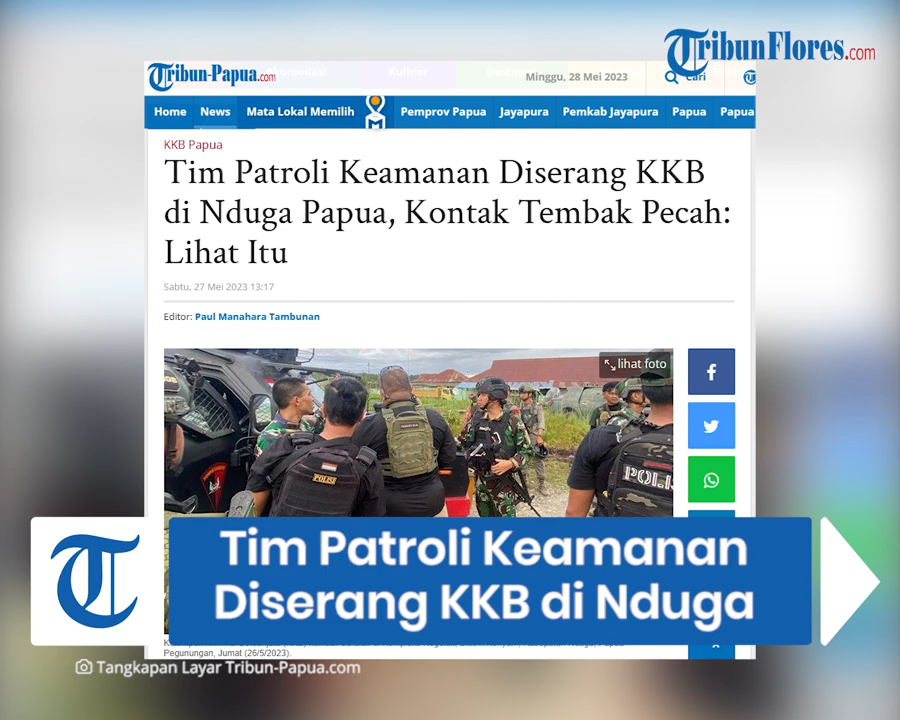 TribunFlores.com
Tribun-Papua.com
Kuliner
Minggu, 28 Mei 2023
Cari
Home News Mata Lokal Memilih Pemprov Papua Jayapura Pemkab Jayapura Papua Papua
KKB Papua
Tim Patroli Keamanan Diserang KKB
di Nduga Papua, Kontak Tembak Pecah:
Lihat Itu
Sabtu, 27 Mei 2023 13:17
Editor: Paul Manahara Tambunan
lihat foto
POLISI
Tim Patroli Keamanan
Diserang KKB di Nduga
Pegunungan, Jumat (26/5/2023).
Tangkapan Layar Tribun-Papua.com